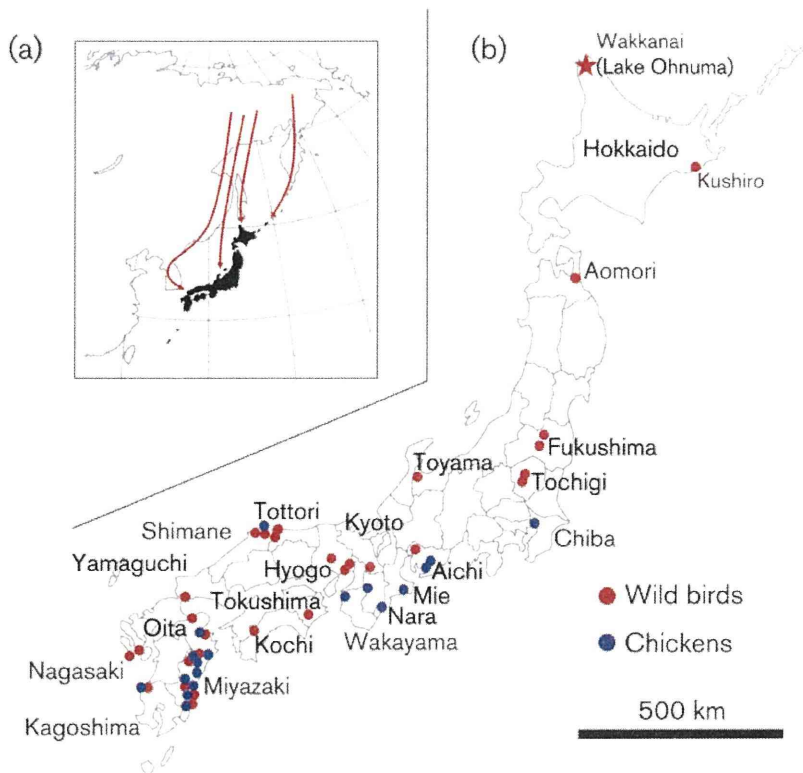 (a)
(b)
Wakkanai
(Lake Ohnuma)
Hokkaido
Kushiro
Aomori
Fukushima
Toyama
Tochigi
Tottori
Kyoto
Shimane
Chiba
Yamaguchi
Hyogo
Aichi
Mie
Wild birds
Tokushima
Nara
Oita
Kochi
Wakayama
Chickens
Nagasaki
Miyazaki
Kagoshima
500 km